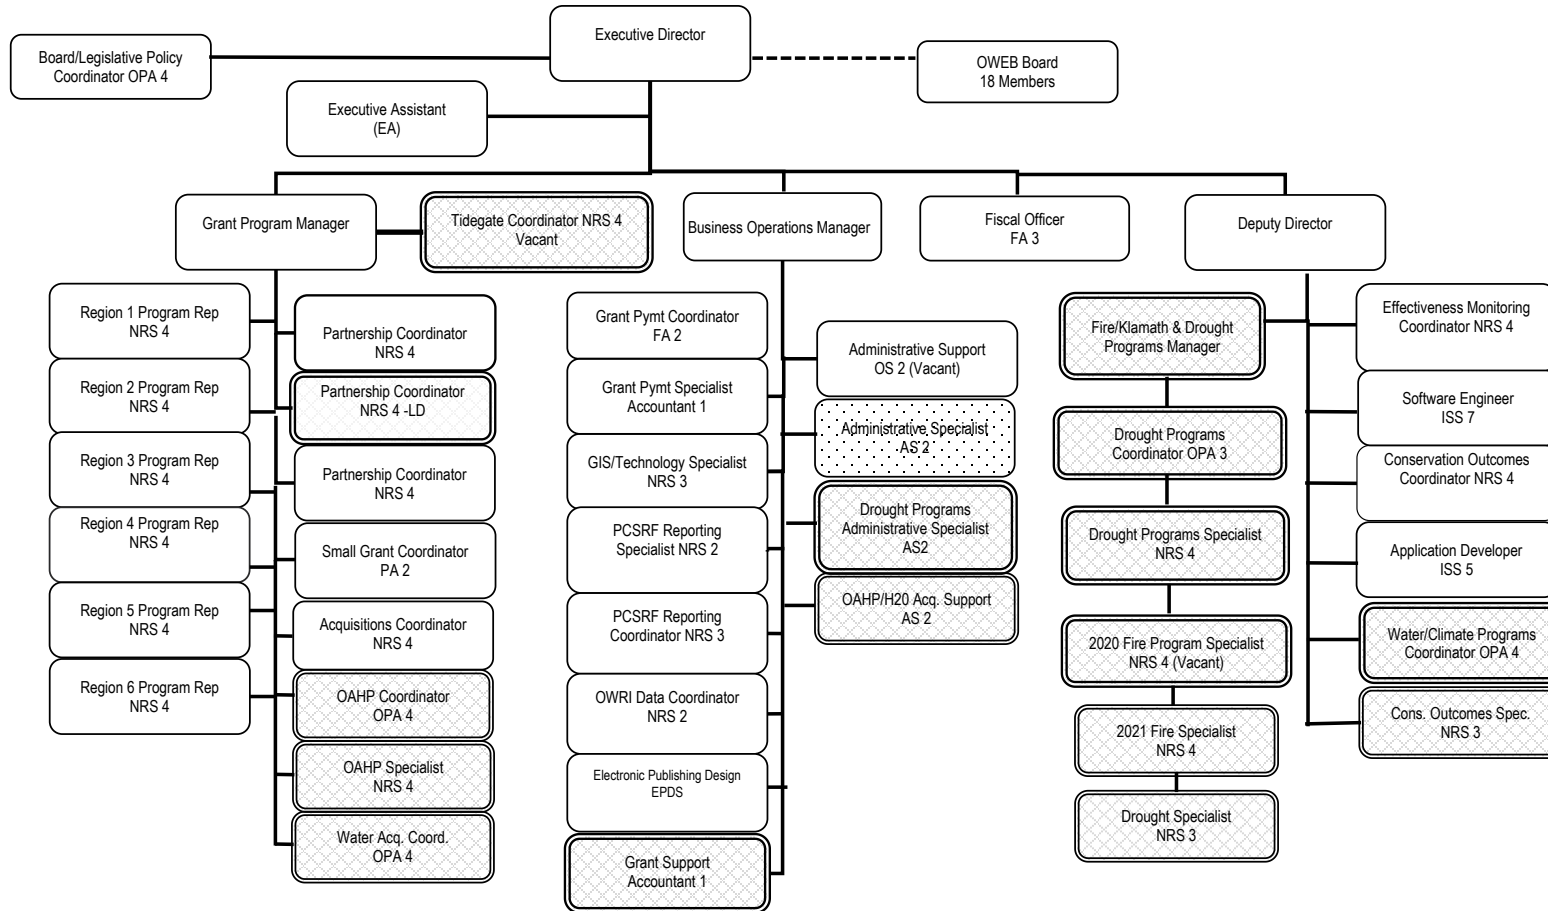 Executive Director
Board/Legislative Policy
Coordinator OPA 4
OWEB Board
18 Members
Executive Assistant
(EA)
Grant Program Manager
Tidegate Coordinator NRS 4
Vacant
Business Operations Manager
Fiscal Officer
FA 3
Deputy Director
Region 1 Program Rep
NRS 4
Region 2 Program Rep
NRS 4
Region 3 Program Rep
NRS 4
Region 4 Program Rep
NRS 4
Region 5 Program Rep
NRS 4
Region 6 Program Rep
NRS 4
Partnership Coordinator
NRS 4
Partnership Coordinator
NRS 4 -LD
Partnership Coordinator
NRS 4
Small Grant Coordinator
PA 2
Acquisitions Coordinator
NRS 4
OAHP Coordinator
OPA 4
OAHP Specialist
NRS 4
Water Acq. Coord.
OPA 4
Grant Pymt Coordinator
FA 2
Grant Pymt Specialist
Accountant 1
GIS/Technology Specialist
NRS 3
PCSRF Reporting
Specialist NRS 2
PCSRF Reporting
Coordinator NRS 3
OWRI Data Coordinator
NRS 2
Electronic Publishing Design
EPDS
Grant Support
Accountant 1
Administrative Support
OS 2 (Vacant)
Administrative Specialist
AS 2
Drought Programs
Administrative Specialist
AS2
OAHP/H20 Acq. Support
AS 2
Fire/Klamath & Drought
Programs Manager
Drought Programs
Coordinator OPA 3
Drought Programs Specialist
NRS 4
2020 Fire Program Specialist
NRS 4 (Vacant)
2021 Fire Specialist
NRS 4
Drought Specialist
NRS 3
Effectiveness Monitoring
Coordinator NRS 4
Software Engineer
ISS 7
Conservation Outcomes
Coordinator NRS 4
Application Developer
ISS 5
Water/Climate Programs
Coordinator OPA 4
Cons. Outcomes Spec.
NRS 3